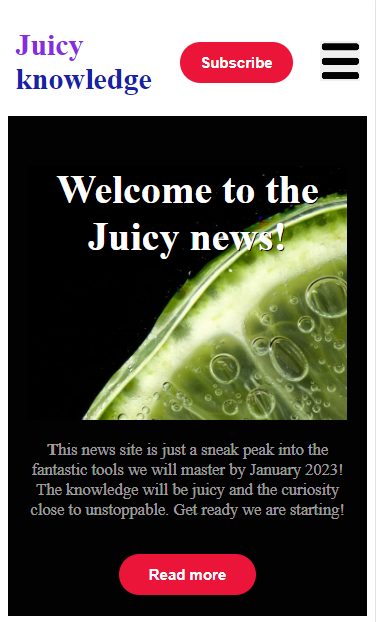 Juicy
knowledge
Subscribe
Welcome to the
Juicy news!
This news site is just a sneak peak into the
fantastic tools we will master by January 2023!
The knowledge will be juicy and the curiosity
close to unstoppable. Get ready we are starting!
Read more